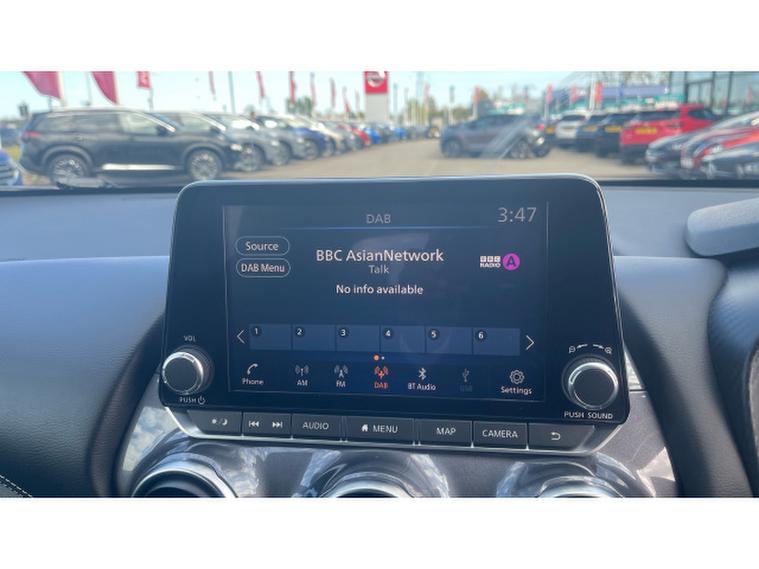 DAB
3:47
Source
BBC AsianNetwork
BBC
RADIO
A
DAB Menu
Talk
No info available
1 2 3 4 5 6
Phone AM FM DAB BT Audio USB Settings
VOL
PUSH
PUSH SOUND
AUDIO MENU MAP CAMERA